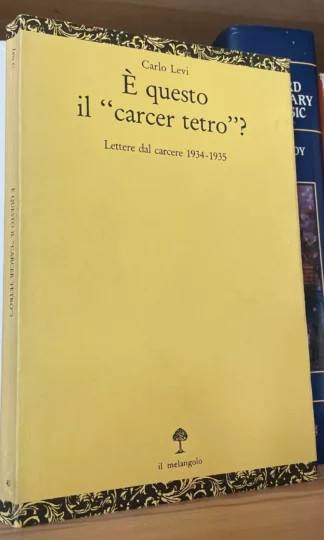 Carlo Levi
È questo
il "carcer tetro"?
Lettere dal carcere 1934-1935
il melangolo
È QUESTO IL "CARCER TETRO"?